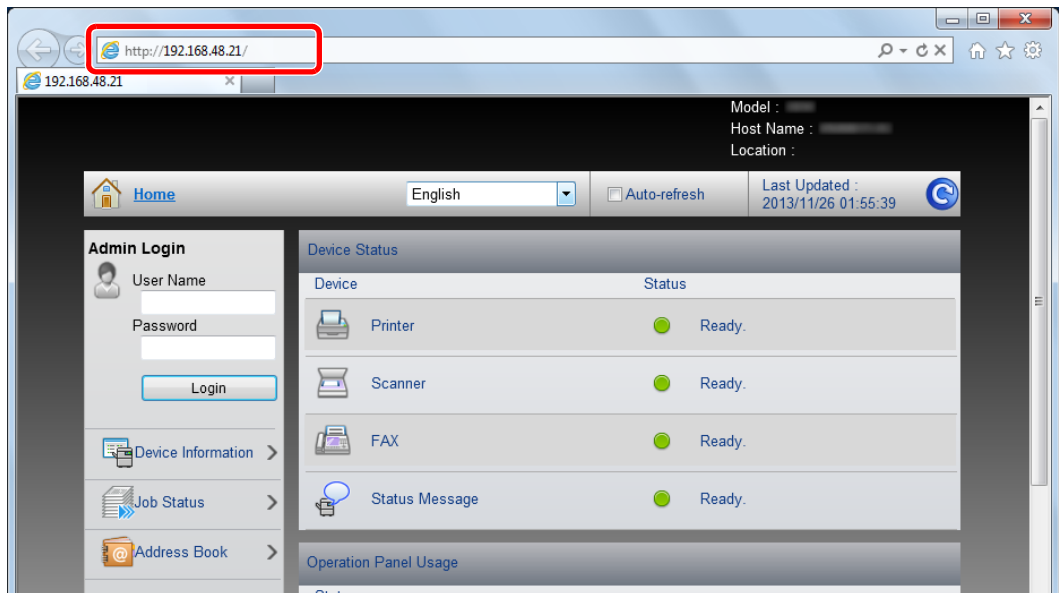 http://192.168.48.21/
192.168.48.21
Model :
Host Name :
Location :
Home
English
Auto-refresh
Last Updated :
2013/11/26 01:55:39
Admin Login
User Name
Password
Login
Device Information
Job Status
Address Book
Device Status
Device Status
Printer Ready.
Scanner Ready.
FAX Ready.
Status Message Ready.
Operation Panel Usage